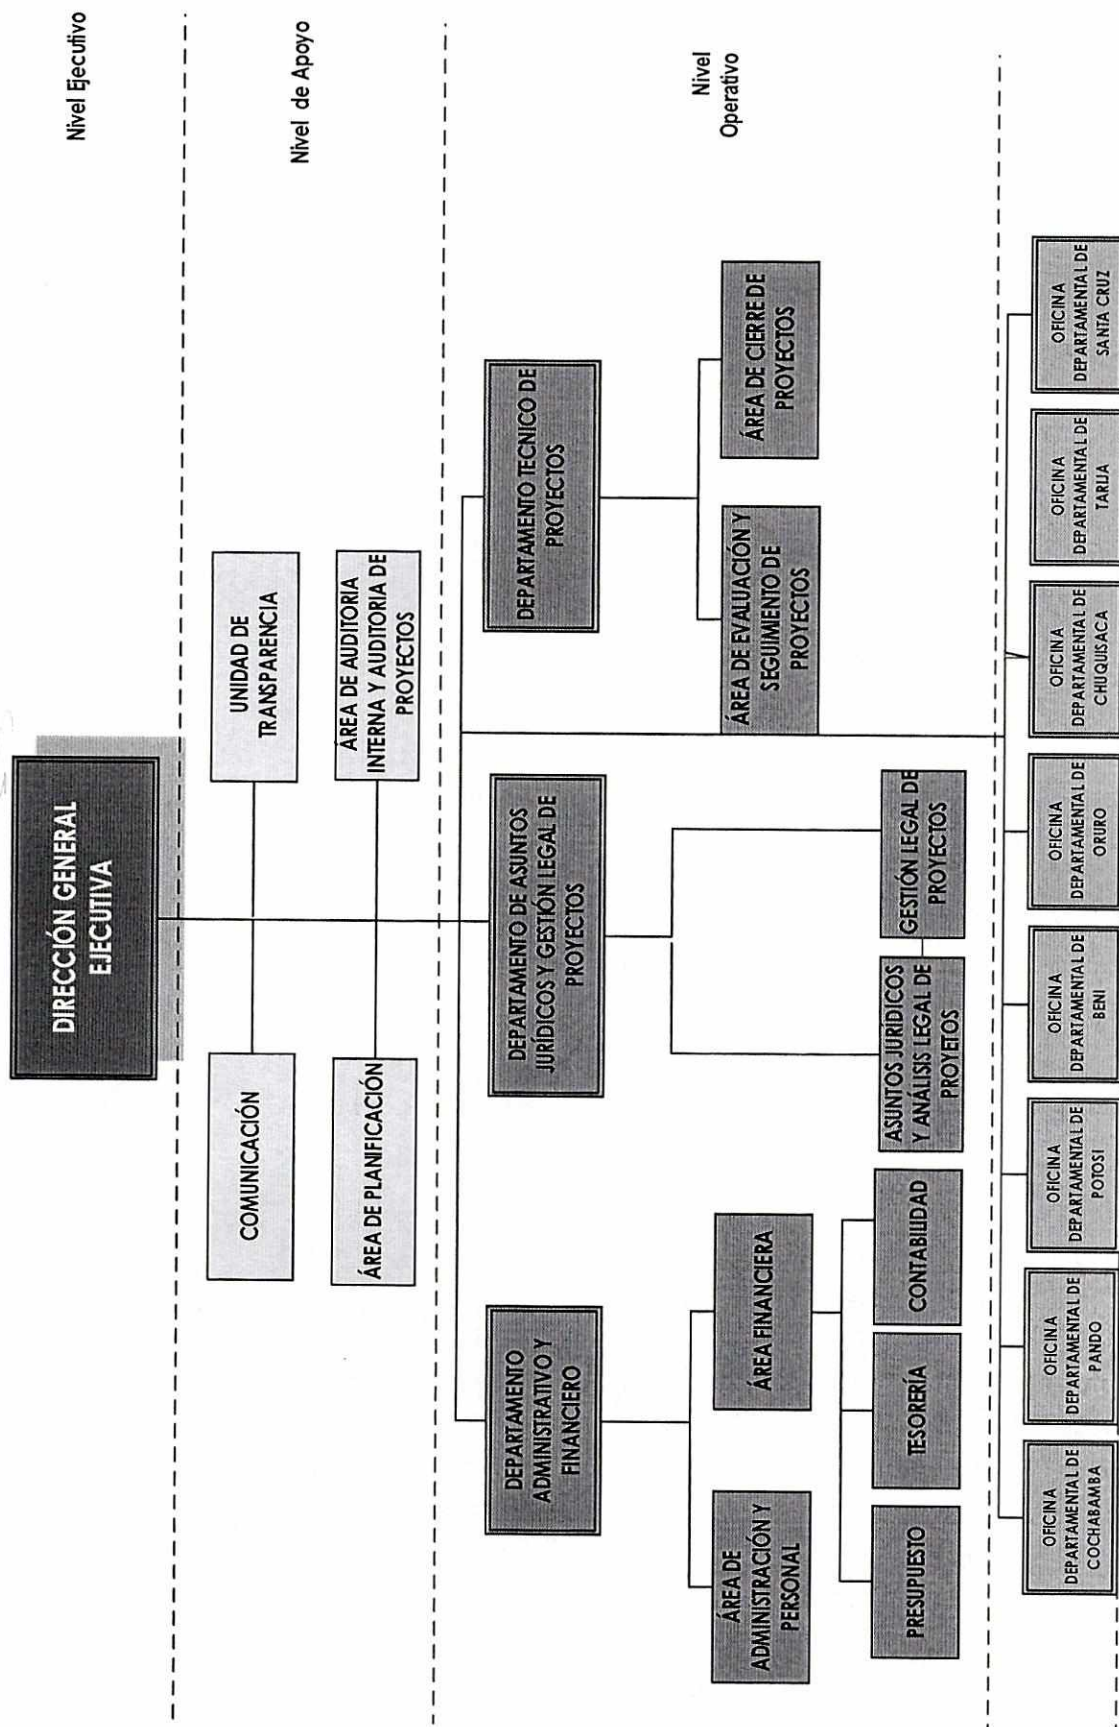 Nivel Ejecutivo
DIRECCIÓN GENERAL
EJECUTIVA
Nivel de Apoyo
COMUNICACIÓN
UNIDAD DE
TRANSPARENCIA
ÁREA DE PLANIFICACIÓN
ÁREA DE AUDITORIA
INTERNA Y AUDITORIA DE
PROYECTOS
Nivel
Operativo
DEPARTAMENTO
ADMINISTRATIVO Y
FINANCIERO
DEPARTAMENTO DE ASUNTOS
JURÍDICOS Y GESTIÓN LEGAL DE
PROYECTOS
DEPARTAMENTO TECNICO DE
PROYECTOS
ÁREA DE
ADMINISTRACIÓN Y
PERSONAL
ÁREA FINANCIERA
ÁREA DE EVALUACIÓN Y
SEGUIMIENTO DE
PROYECTOS
ÁREA DE CIERRE DE
PROYECTOS
PRESUPUESTO
TESORERÍA
CONTABILIDAD
ASUNTOS JURÍDICOS
Y ANÁLISIS LEGAL DE
PROYETOS
GESTIÓN LEGAL DE
PROYECTOS
OFICINA
DEPARTAMENTAL DE
COCHABAMBA
OFICINA
DEPARTAMENTAL DE
PANDO
OFICINA
DEPARTAMENTAL DE
POTOSI
OFICINA
DEPARTAMENTAL DE
BENI
OFICINA
DEPARTAMENTAL DE
ORURO
OFICINA
DEPARTAMENTAL DE
CHUQUISACA
OFICINA
DEPARTAMENTAL DE
TARIJA
OFICINA
DEPARTAMENTAL DE
SANTA CRUZ